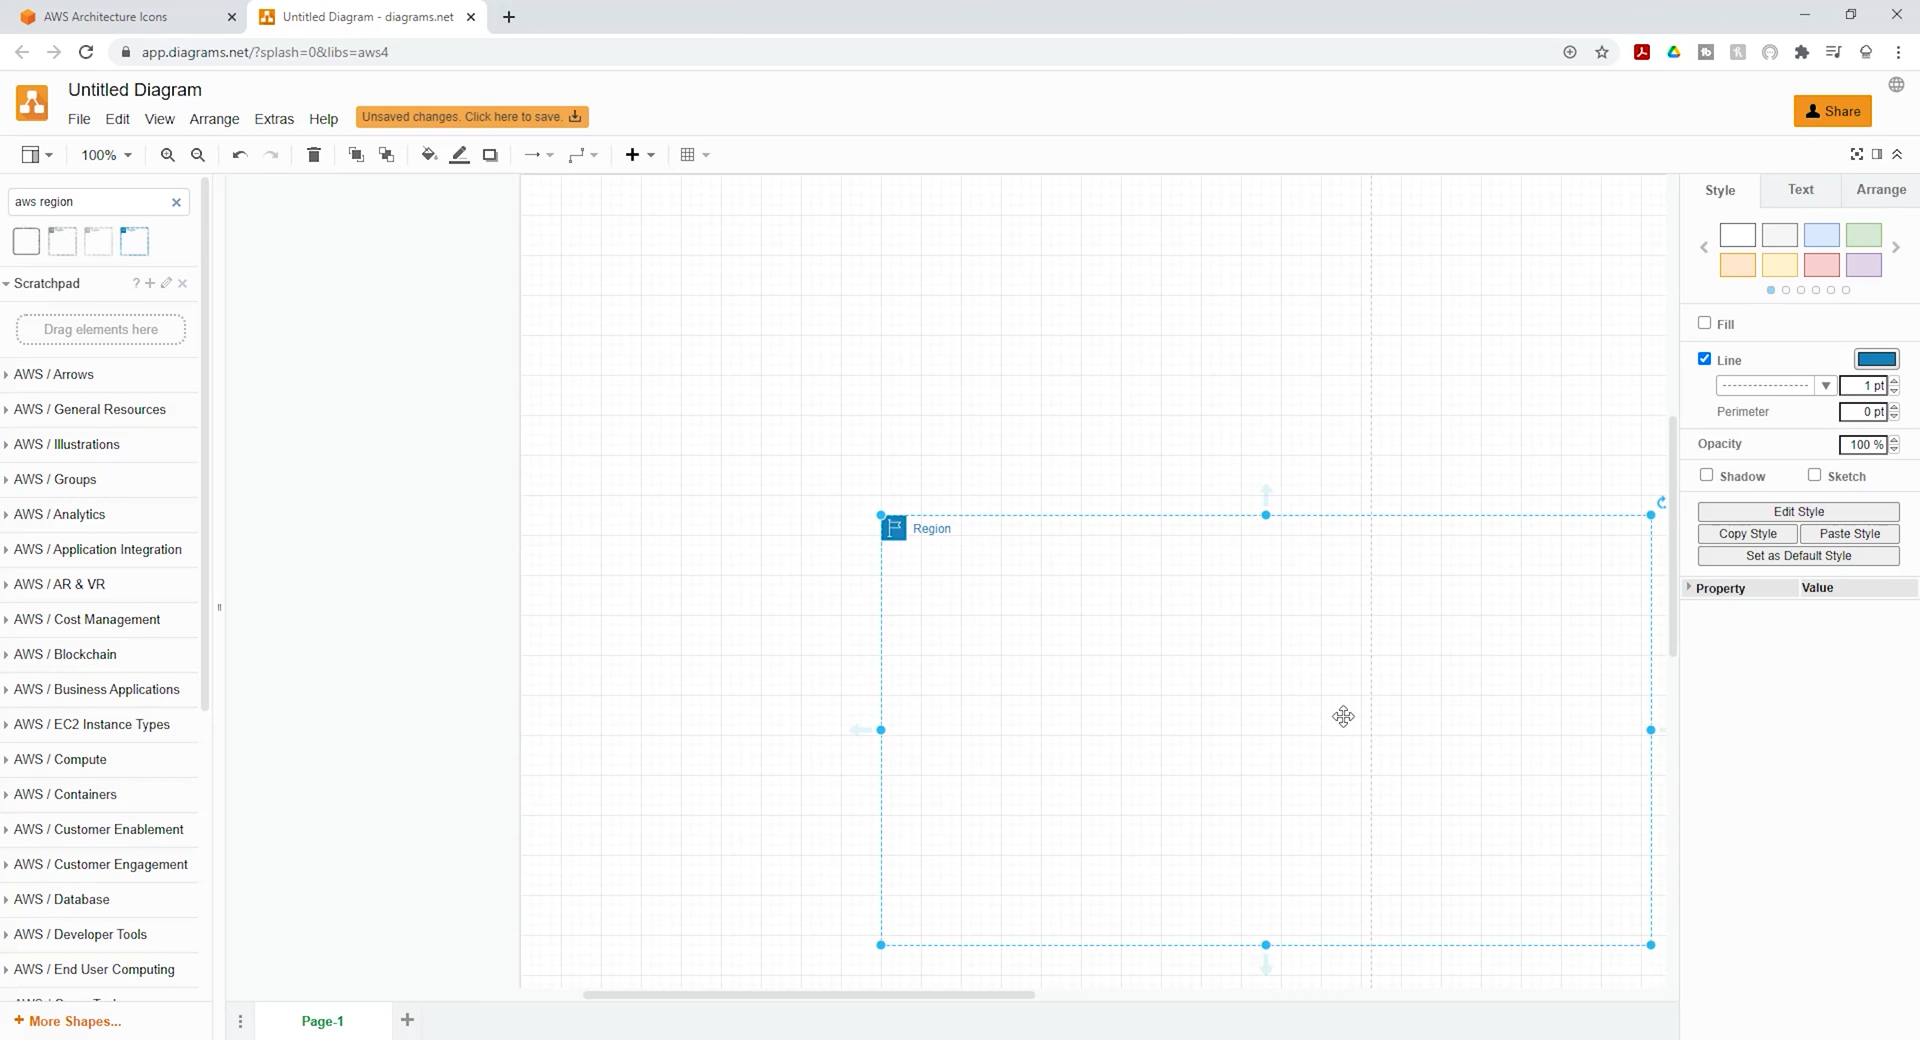 AWS Architecture Icons
Untitled Diagram - diagrams.net
app.diagrams.net/?splash=0&libs=aws4
Untitled Diagram
File Edit View Arrange Extras Help
Unsaved changes. Click here to save.
Share
100%
aws region
Scratchpad
?
Drag elements here
AWS / Arrows
AWS / General Resources
AWS / Illustrations
AWS / Groups
AWS / Analytics
AWS / Application Integration
AWS / AR & VR
AWS / Cost Management
AWS / Blockchain
AWS / Business Applications
AWS / EC2 Instance Types
AWS / Compute
AWS / Containers
AWS / Customer Enablement
AWS / Customer Engagement
AWS / Database
AWS / Developer Tools
AWS / End User Computing
+ More Shapes...
Region
Page-1
Style Text Arrange
Fill
Line
1 pt
Perimeter 0 pt
Opacity 100 %
Shadow Sketch
Edit Style
Copy Style Paste Style
Set as Default Style
Property Value